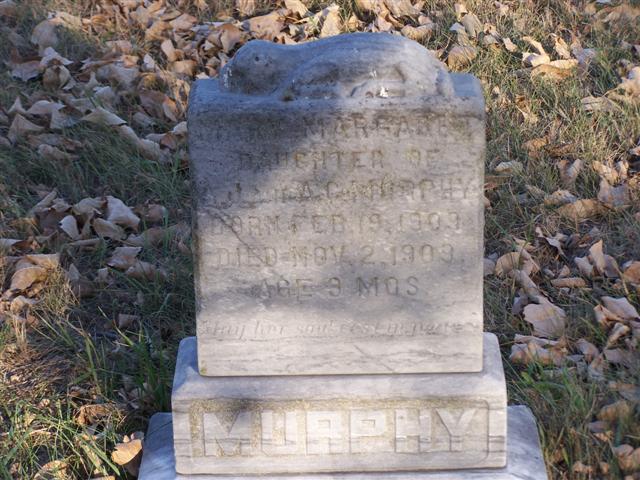 MARGARET
DAUGHTER OF
MURPHY
BORN FEB. 19, 1909
DIED NOV. 2, 1909
AGE 9 MOS
May her soul rest in peace
MURPHY